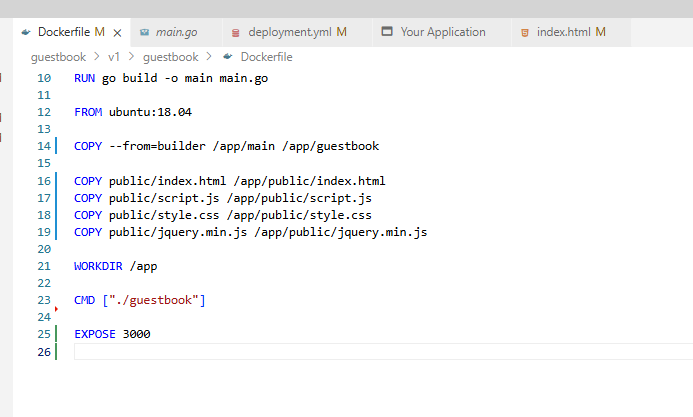 Dockerfile M main.go deployment.yml M Your Application index.html M
guestbook > v1 > guestbook > Dockerfile
10 RUN go build -o main main.go
11
12 FROM ubuntu:18.04
13
14 COPY --from=builder /app/main /app/guestbook
15
16 COPY public/index.html /app/public/index.html
17 COPY public/script.js /app/public/script.js
18 COPY public/style.css /app/public/style.css
19 COPY public/jquery.min.js /app/public/jquery.min.js
20
21 WORKDIR /app
22
23 CMD ["./guestbook"]
24
25 EXPOSE 3000
26